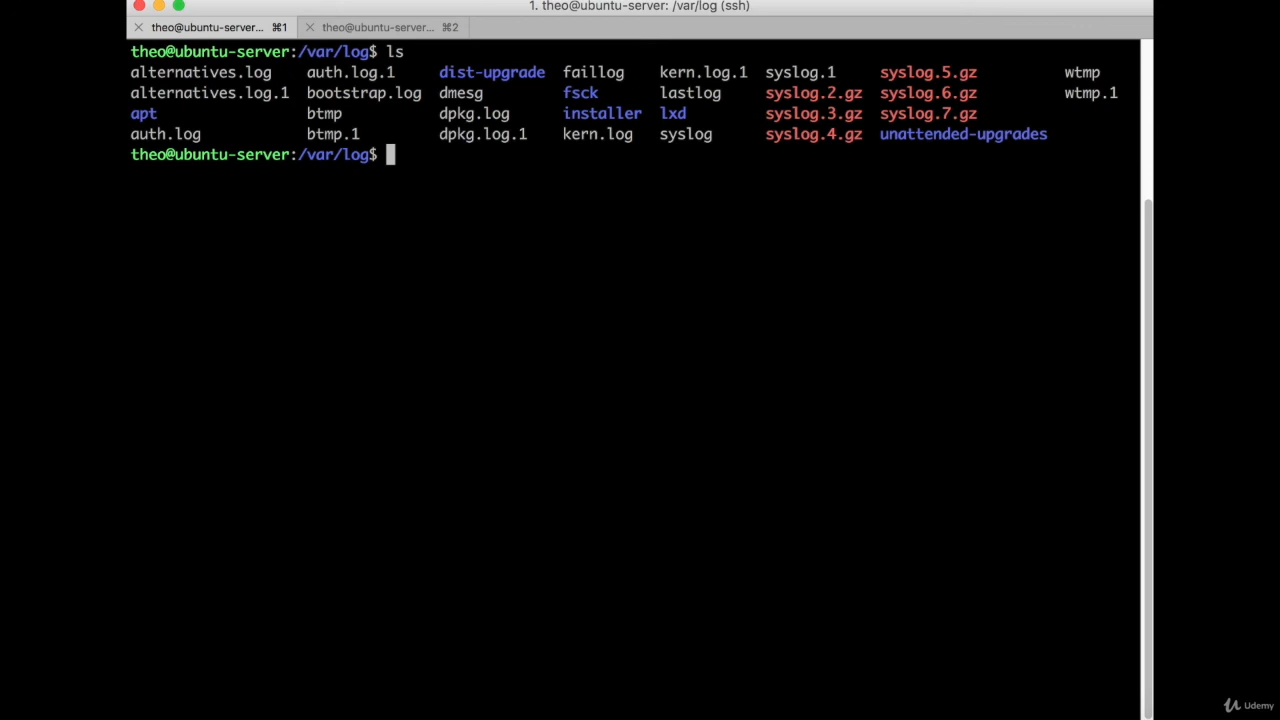 1. theo@ubuntu-server: /var/log (ssh)
theo@ubuntu-server... ⌘1 theo@ubuntu-server... ⌘2
theo@ubuntu-server:/var/log$ ls
alternatives.log auth.log.1 dist-upgrade faillog kern.log.1 syslog.1 syslog.5.gz wtmp
alternatives.log.1 bootstrap.log dmesg fsck lastlog syslog.2.gz syslog.6.gz wtmp.1
apt btmp dpkg.log installer lxd syslog.3.gz syslog.7.gz
auth.log btmp.1 dpkg.log.1 kern.log syslog syslog.4.gz unattended-upgrades
theo@ubuntu-server:/var/log$
Udemy